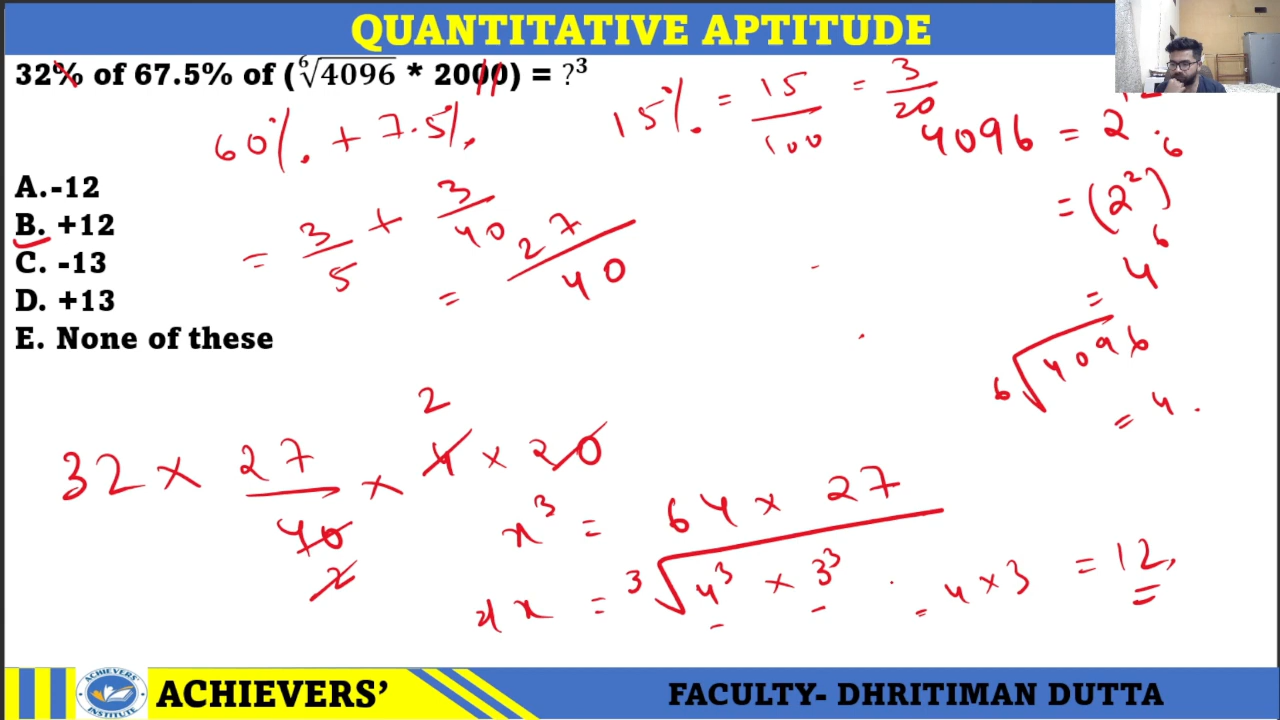 QUANTITATIVE APTITUDE
32% of 67.5% of (⁶√4096 * 2000) = ?³
60% + 7.5%
15% = 15/100 = 3/20
4096 = 2¹²
= (2²)⁶
= 4⁶
⁶√4096
= 4
A.-12
B. +12
C. -13
D. +13
E. None of these
= 3/5 + 3/40
= 27/40
32 × 27/40 × 4 × 20
2
2
x³ = 64 × 27
x = ³√4³ × 3³ = 4 × 3 = 12
ACHIEVERS'
INSTITUTE
ACHIEVERS’
FACULTY- DHRITIMAN DUTTA